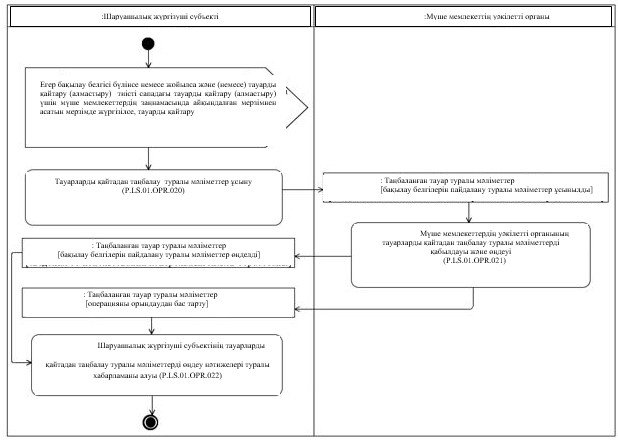 :Шаруашылық жүргізуші субъекті
:Мүше мемлекеттің уәкілетті органы
Егер бақылау белгісі бүлінсе немесе жойылса және (немесе) тауарды
қайтару (алмастыру) тиісті сападағы тауарды қайтару (алмастыру)
үшін мүше мемлекеттердің заңнамасында айқындалған мерзімнен
асатын мерзімде жүргізілсе, тауарды қайтару
Тауарларды қайтадан таңбалау туралы мәліметтер ұсыну
(P.LS.01.OPR.020)
: Таңбаланған тауар туралы мәліметтер
[бақылау белгілерін пайдалану туралы мәліметтер ұсынылды]
Мүше мемлекеттердің уәкілетті органының
тауарларды қайтадан таңбалау туралы мәліметтерді
қабылдауы және өңдеуі
(P.LS.01.OPR.021)
: Таңбаланған тауар туралы мәліметтер
[бақылау белгілерін пайдалану туралы мәліметтер өңделді]
: Таңбаланған тауар туралы мәліметтер
[операцияны орындаудан бас тарту]
Шаруашылық жүргізуші субъектінің тауарларды
қайтадан таңбалау туралы мәліметтерді өңдеу нәтижелері туралы
хабарламаны алуы (P.LS.01.OPR.022)